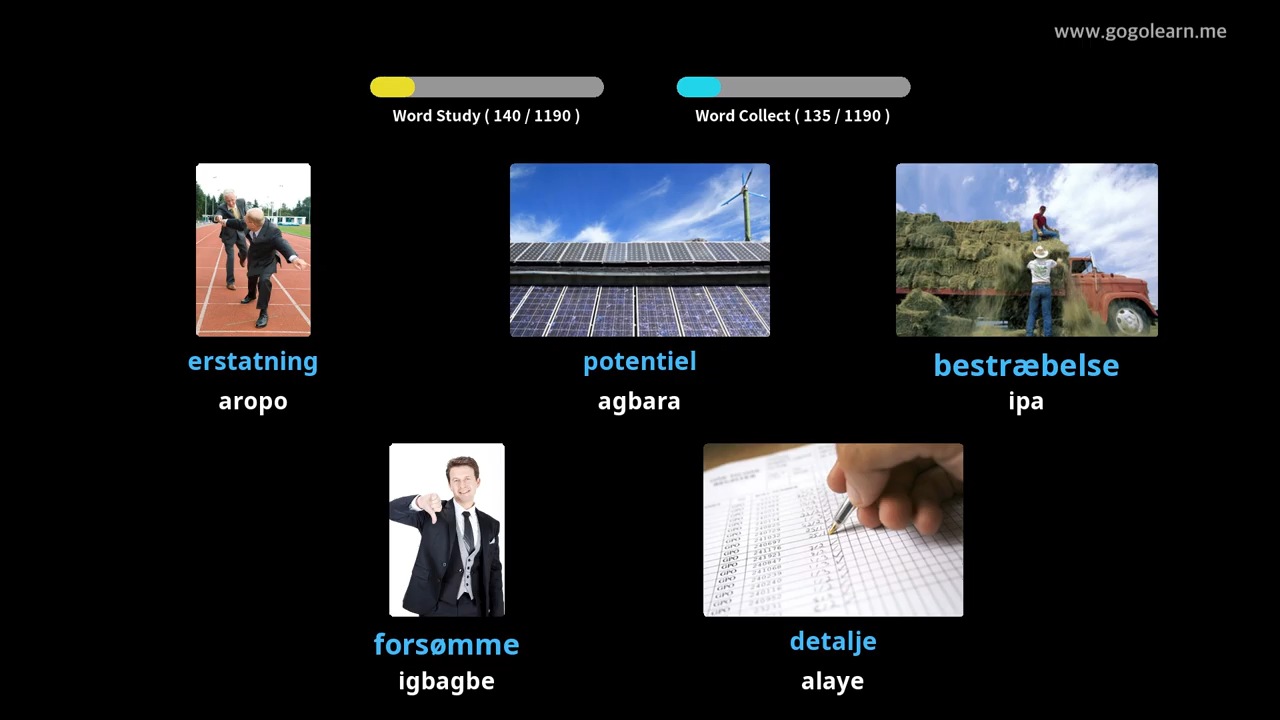 www.gogolearn.me
Word Study ( 140 / 1190 )
Word Collect ( 135 / 1190 )
erstatning
aropo
potentiel
agbara
bestræbelse
ipa
forsømme
igbagbe
detalje
alaye